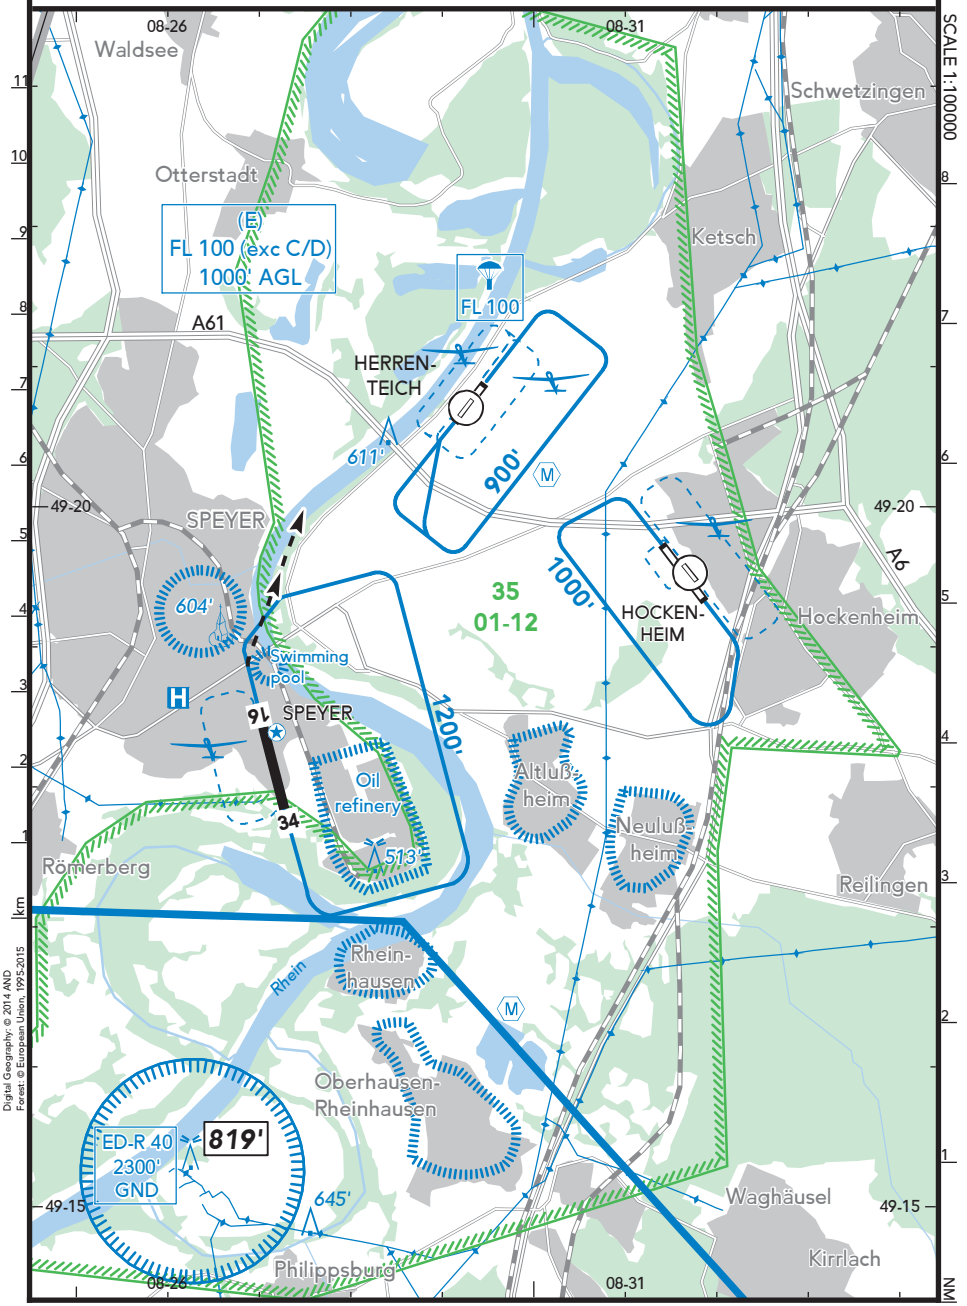 08-26
08-31
SCALE 1:100000
Waldsee
Schwetzingen
11
10
9
8
7
6
5
4
3
2
1
km
8
7
6
5
4
3
2
1
NM
Otterstadt
(E)
FL 100 (exc C/D)
1000' AGL
Ketsch
FL 100
A61
HERREN-
TEICH
611'
900'
M
49-20
SPEYER
49-20
A6
604'
35
01-12
1000'
HOCKEN-
HEIM
Hockenheim
Swimming
pool
H
16
SPEYER
1200'
Oil
refinery
Altluß-
heim
34
513'
Neuluß-
heim
Römerberg
Reilingen
Rhein-
hausen
Rhein
M
Digital Geography: © 2014 AND
Forest: © European Union, 1995-2015
Oberhausen-
Rheinhausen
ED-R 40
2300'
GND
819'
645'
49-15
Waghäusel
49-15
Kirrlach
Philippsburg
08-26
08-31